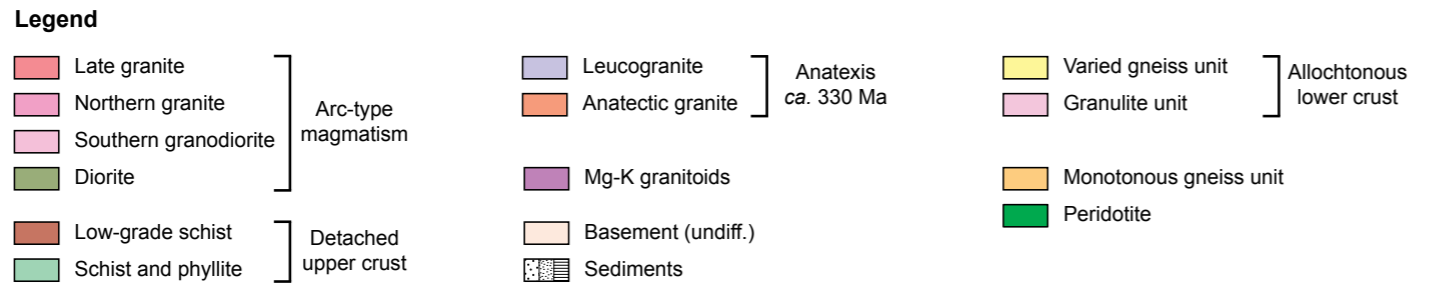 Legend
Late granite
Northern granite
Southern granodiorite
Diorite
Arc-type
magmatism
Low-grade schist
Schist and phyllite
Detached
upper crust
Leucogranite
Anatectic granite
Anatexis
ca. 330 Ma
Mg-K granitoids
Basement (undiff.)
Sediments
Varied gneiss unit
Granulite unit
Allochtonous
lower crust
Monotonous gneiss unit
Peridotite